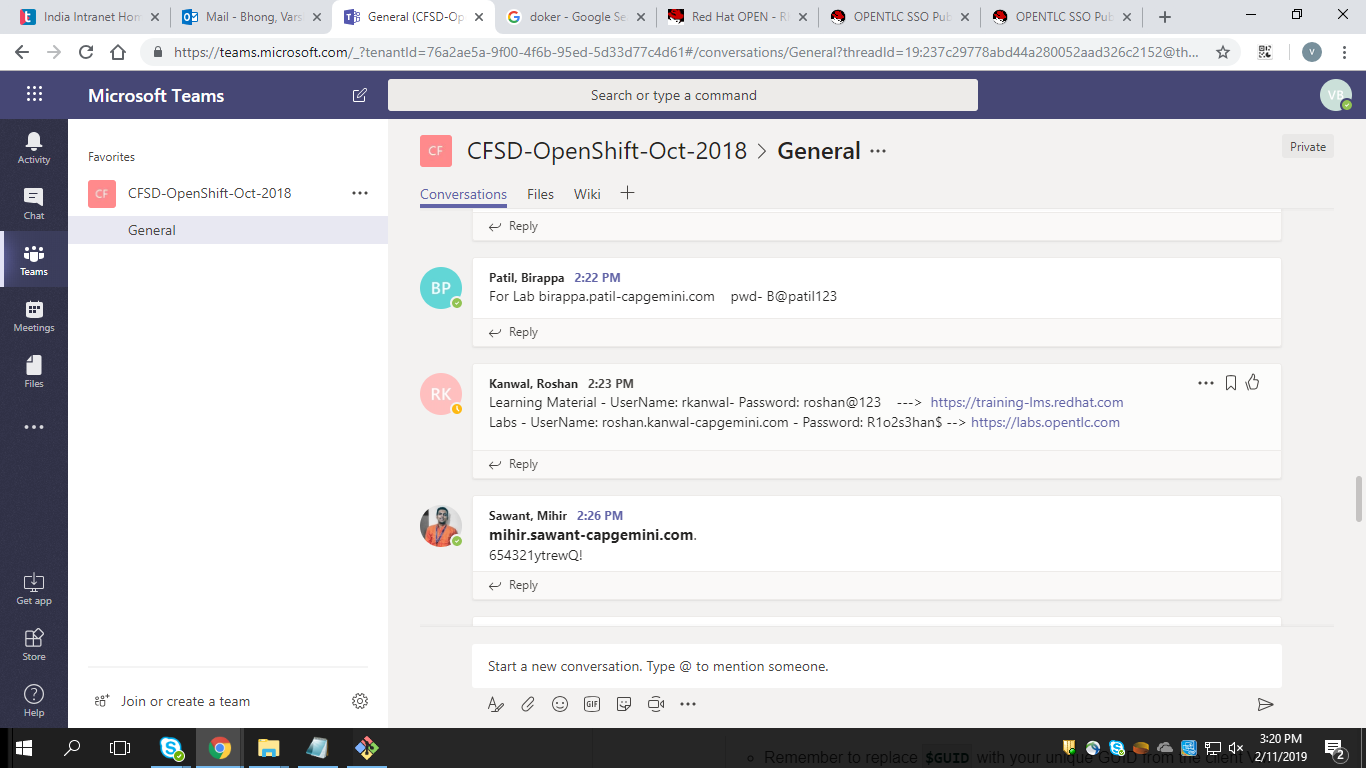 India Intranet Hom
Mail - Bhong, Vars
General (CFSD-Op
doker - Google Se
Red Hat OPEN - R
OPENTLC SSO Pub
OPENTLC SSO Pub
https://teams.microsoft.com/_?tenantId=76a2ae5a-9f00-4f6b-95ed-5d33d77c4d61#/conversations/General?threadId=19:237c29778abd44a280052aad326c2152@th...
V
Microsoft Teams
Search or type a command
VB
Activity
Chat
Teams
Meetings
Files
Get app
Store
Help
Favorites
CF
CFSD-OpenShift-Oct-2018
General
Join or create a team
CF
CFSD-OpenShift-Oct-2018 > General
Private
Conversations
Files
Wiki
Reply
BP
Patil, Birappa 2:22 PM
For Lab birappa.patil-capgemini.com pwd- B@patil123
Reply
RK
Kanwal, Roshan 2:23 PM
Learning Material - UserName: rkanwal- Password: roshan@123 ---> https://training-lms.redhat.com
Labs - UserName: roshan.kanwal-capgemini.com - Password: R1o2s3han$ --> https://labs.opentlc.com
Reply
Sawant, Mihir 2:26 PM
mihir.sawant-capgemini.com.
654321ytrewQ!
Reply
Start a new conversation. Type @ to mention someone.
GIF
Remember to replace $GUID with your unique GUID from the client V
3:20 PM
2/11/2019
2